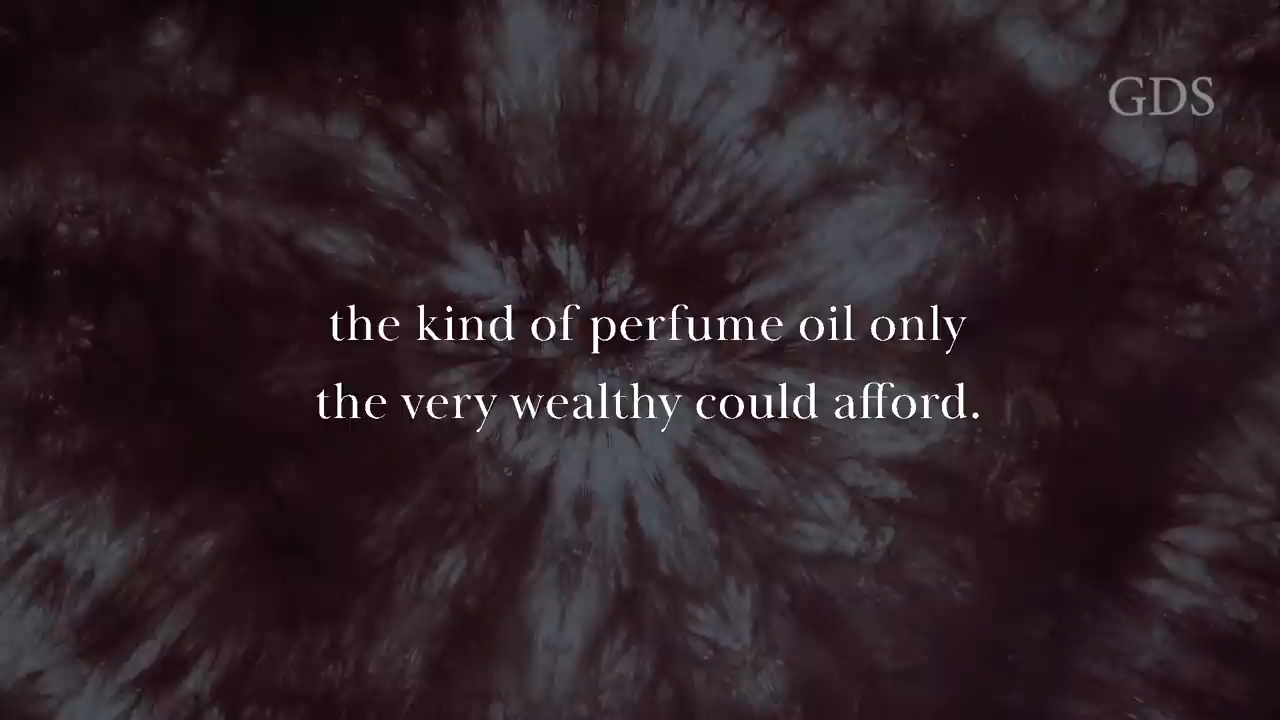 GDS
the kind of perfume oil only
the very wealthy could afford.